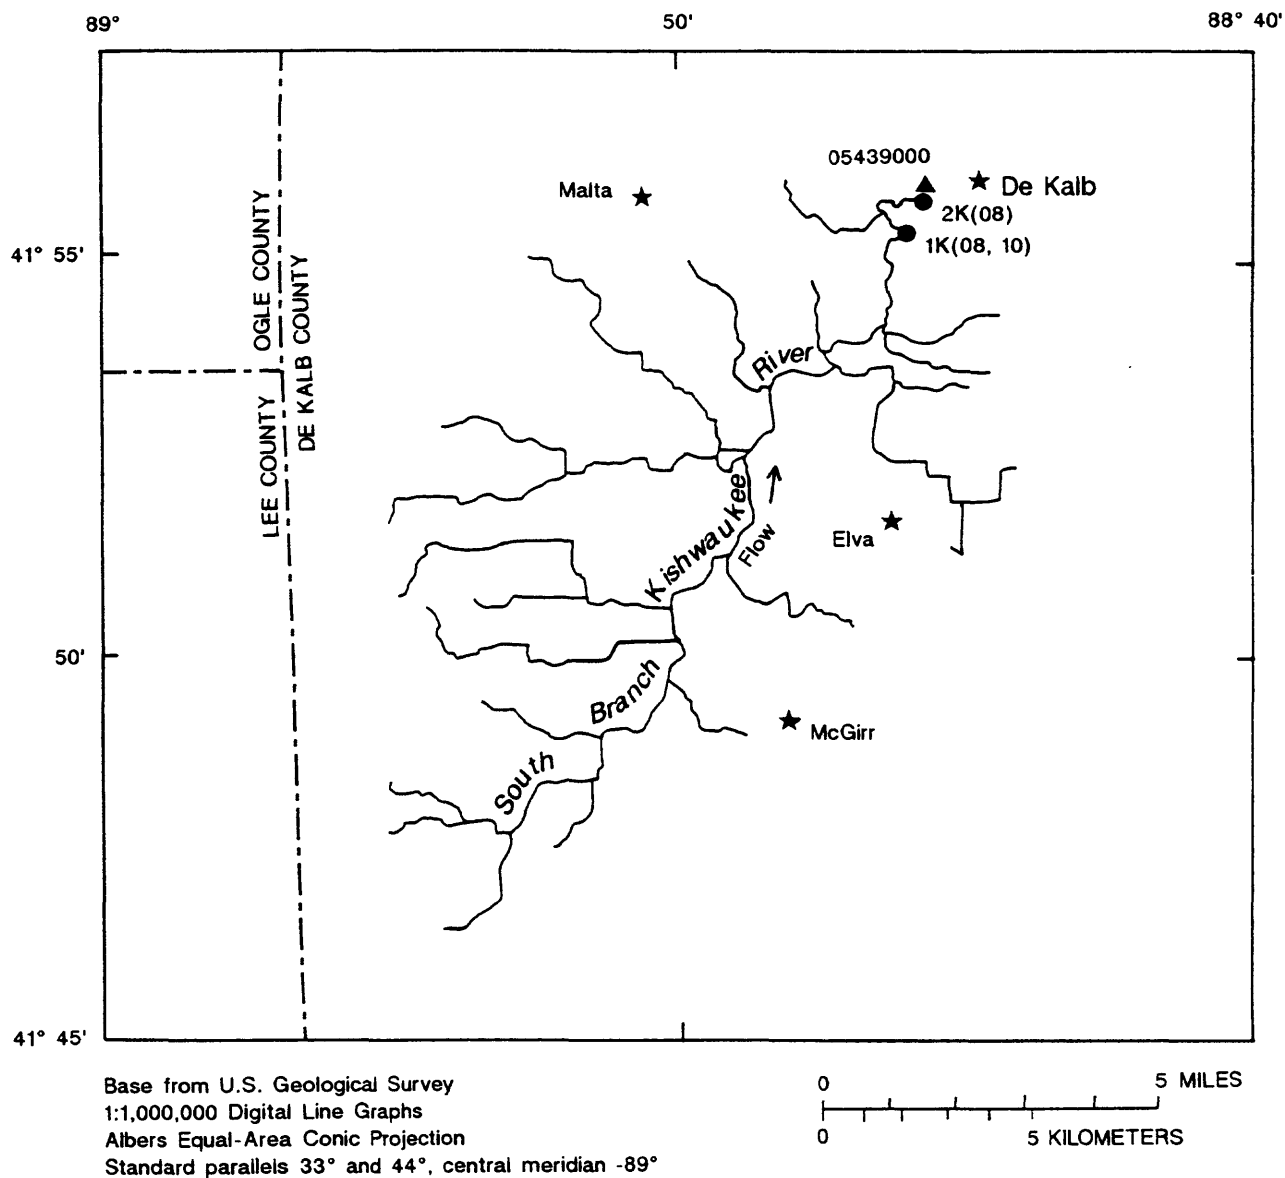 89°
50'
88° 40'
05439000
Malta
De Kalb
2K(08)
1K(08, 10)
41° 55'
OGLE COUNTY
DE KALB COUNTY
LEE COUNTY
River
Kishwaukee
Flow
Elva
50'
Branch
McGirr
South
41° 45'
Base from U.S. Geological Survey
1:1,000,000 Digital Line Graphs
Albers Equal-Area Conic Projection
Standard parallels 33° and 44°, central meridian -89°
0 5 MILES
0 5 KILOMETERS